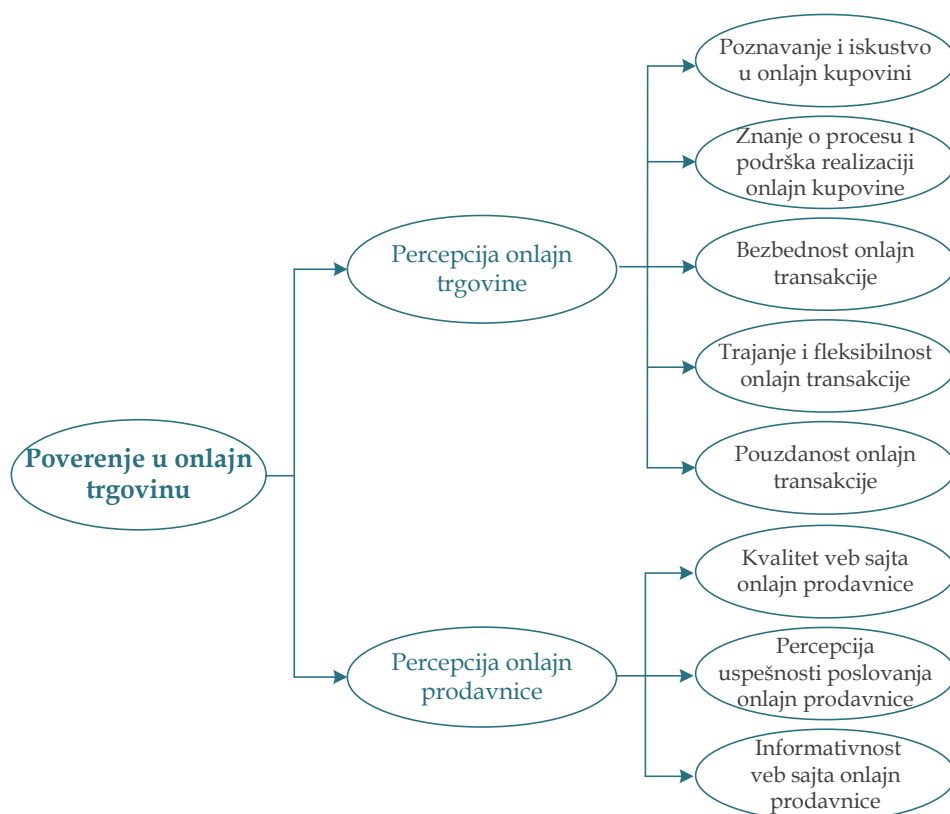 Poverenje u onlajn
trgovinu
Percepcija onlajn
trgovine
Poznavanje i iskustvo
u onlajn kupovini
Znanje o procesu i
podrška realizaciji
onlajn kupovine
Bezbednost onlajn
transakcije
Trajanje i fleksibilnost
onlajn transakcije
Pouzdanost onlajn
transakcije
Percepcija onlajn
prodavnice
Kvalitet veb sajta
onlajn prodavnice
Percepcija
uspešnosti poslovanja
onlajn prodavnice
Informativnost
veb sajta onlajn
prodavnice